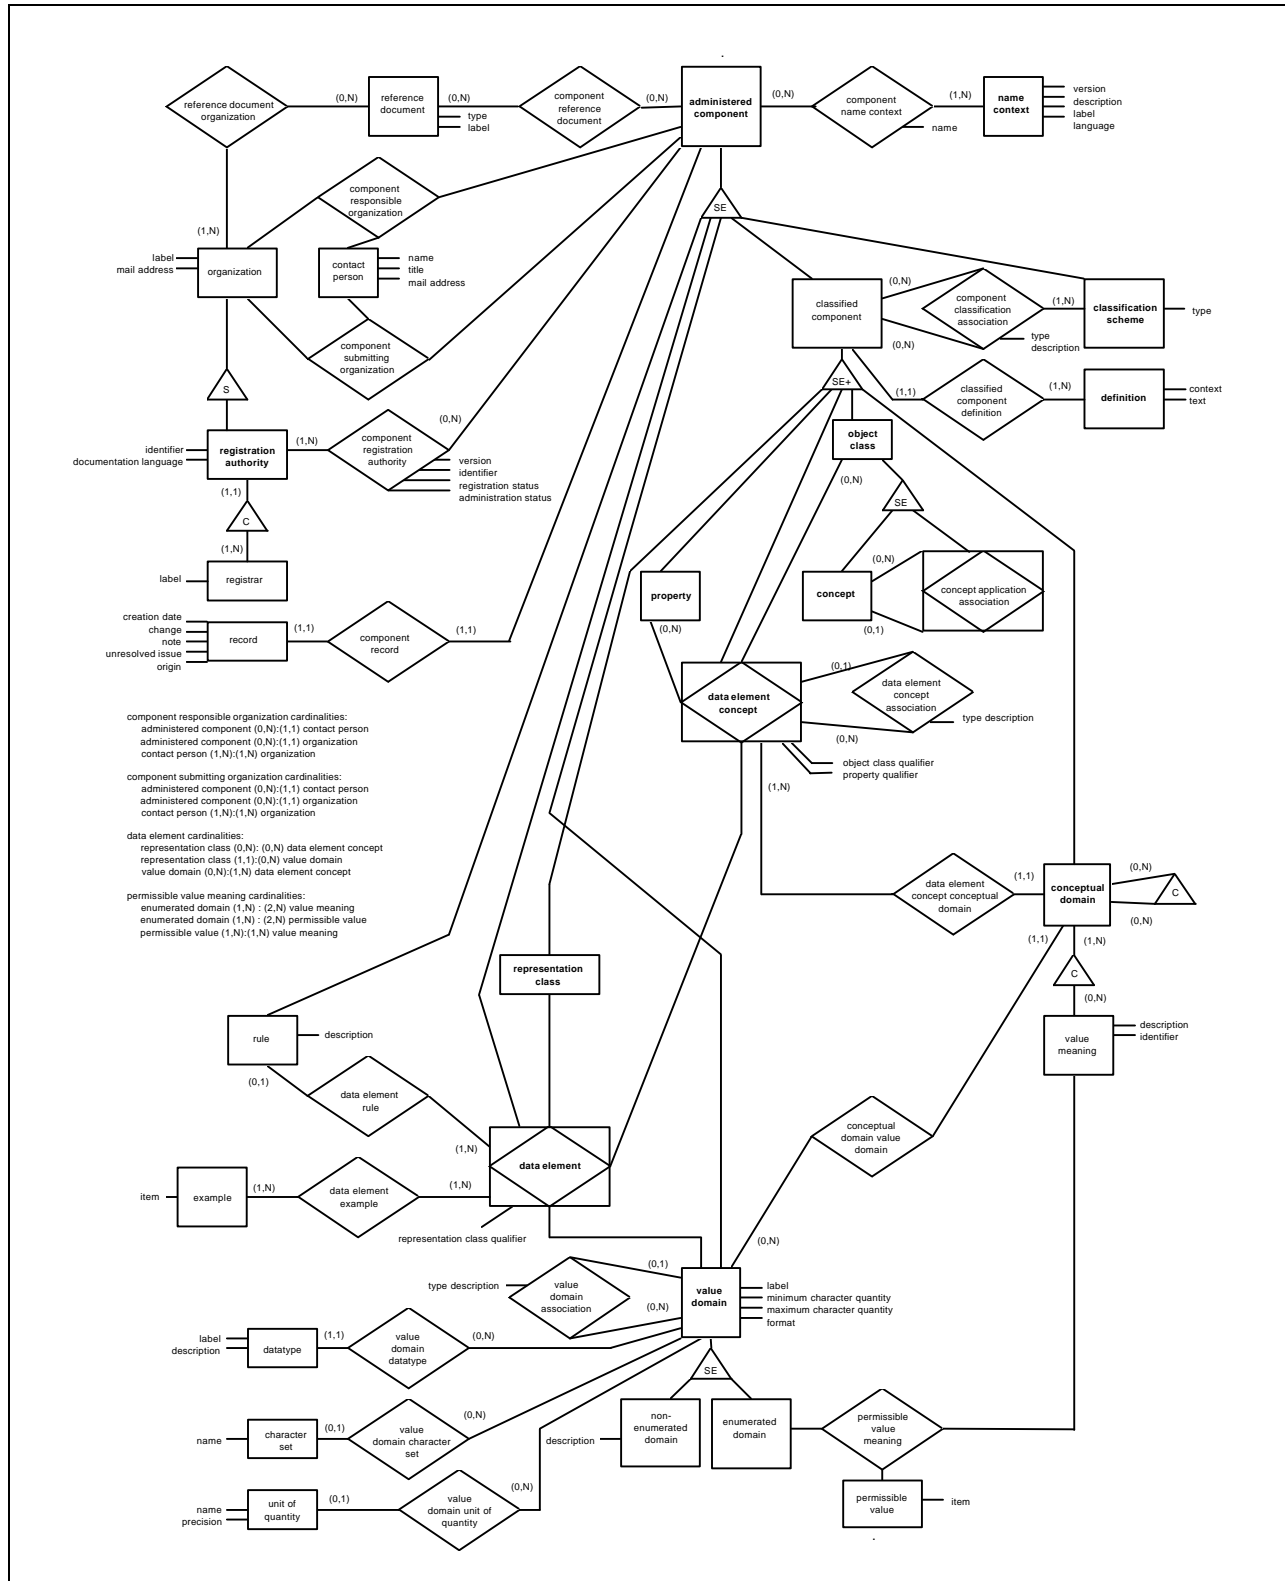 reference document
organization
(0,N)
reference
document
(0,N)
type
label
component
reference
document
(0,N)
administered
component
(0,N)
component
name context
name
(1,N)
name
context
version
description
label
language
component
responsible
organization
SE
(1,N)
label
mail address
organization
contact
person
name
title
mail address
classified
component
(0,N)
(0,N)
component
classification
association
type
description
(1,N)
classification
scheme
type
component
submitting
organization
S
SE+
(1,1)
classified
component
definition
(1,N)
definition
context
text
(0,N)
identifier
documentation language
registration
authority
(1,N)
component
registration
authority
version
identifier
registration status
administration status
object
class
(0,N)
SE
(1,1)
C
(1,N)
label
registrar
property
(0,N)
concept
(0,N)
(0,1)
concept application
association
creation date
change
note
unresolved issue
origin
record
(1,1)
component
record
(1,1)
data element
concept
(0,1)
(0,N)
data element
concept
association
type description
object class qualifier
property qualifier
(1,N)
component responsible organization cardinalities:
administered component (0,N):(1,1) contact person
administered component (0,N):(1,1) organization
contact person (1,N):(1,N) organization
component submitting organization cardinalities:
administered component (0,N):(1,1) contact person
administered component (0,N):(1,1) organization
contact person (1,N):(1,N) organization
data element cardinalities:
representation class (0,N): (0,N) data element concept
representation class (1,1):(0,N) value domain
value domain (0,N):(1,N) data element concept
permissible value meaning cardinalities:
enumerated domain (1,N) : (2,N) value meaning
enumerated domain (1,N) : (2,N) permissible value
permissible value (1,N):(1,N) value meaning
data element
concept conceptual
domain
(1,1)
conceptual
domain
(0,N)
C
(0,N)
(1,1)
(1,N)
C
(0,N)
representation
class
rule
description
value
meaning
description
identifier
(0,1)
data element
rule
(1,N)
conceptual
domain value
domain
data element
item
example
(1,N)
data element
example
(1,N)
representation class qualifier
(0,N)
type description
value
domain
association
(0,1)
(0,N)
value
domain
label
minimum character quantity
maximum character quantity
format
label
description
datatype
(1,1)
value
domain
datatype
(0,N)
SE
name
character
set
(0,1)
value
domain character
set
(0,N)
description
non-
enumerated
domain
enumerated
domain
permissible
value
meaning
name
precision
unit of
quantity
(0,1)
value
domain unit of
quantity
(0,N)
permissible
value
item